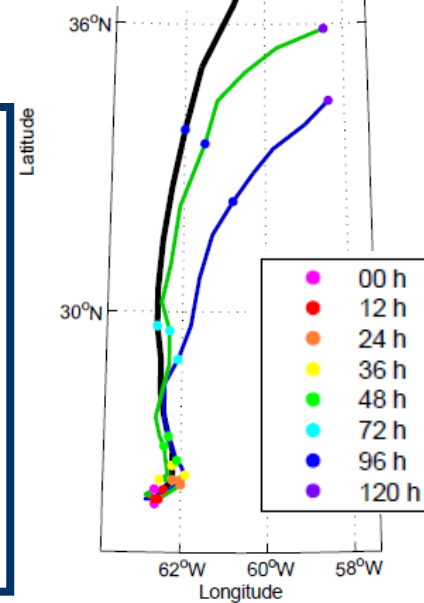 36°N
Latitude
30°N
00 h
12 h
24 h
36 h
48 h
72 h
96 h
120 h
62°W 60°W 58°W
Longitude